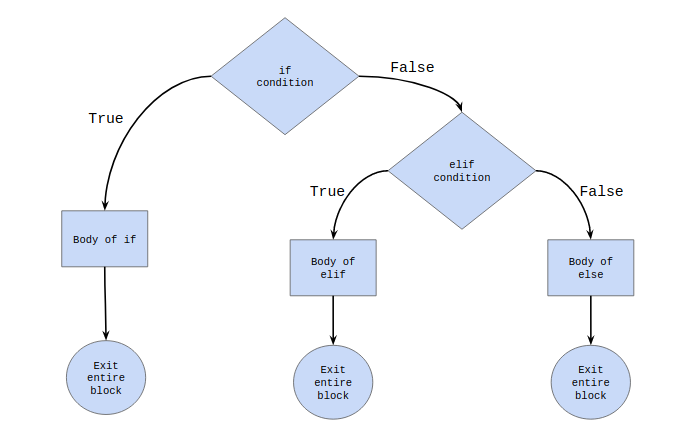 if
condition
False
True
elif
condition
True
False
Body of if
Body of
elif
Body of
else
Exit
entire
block
Exit
entire
block
Exit
entire
block